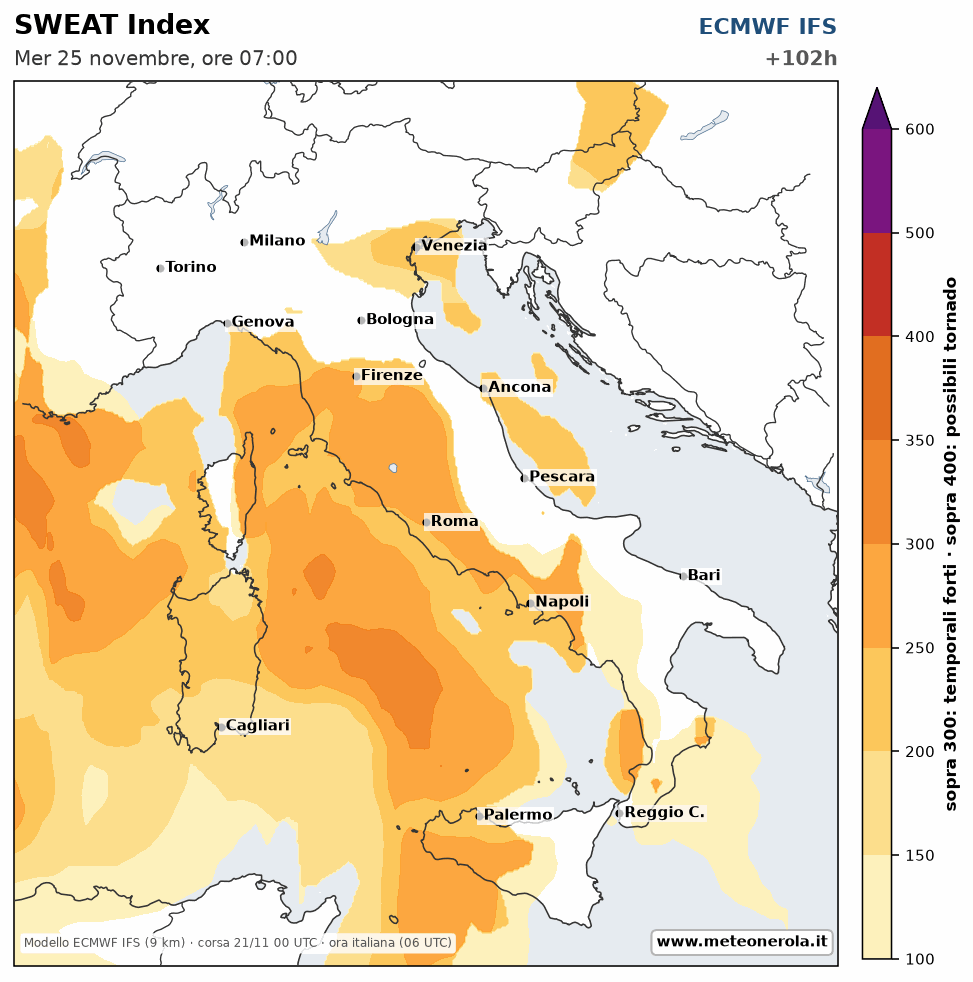 SWEAT Index
ECMWF IFS
Mer 25 novembre, ore 07:00
+102h
Milano
Venezia
Torino
Genova
Bologna
Firenze
Ancona
Pescara
Roma
Bari
Napoli
Cagliari
Palermo
Reggio C.
600
500
400
350
300
250
200
150
100
sopra 300: temporali forti · sopra 400: possibili tornado
Modello ECMWF IFS (9 km) · corsa 21/11 00 UTC · ora italiana (06 UTC)
www.meteonerola.it